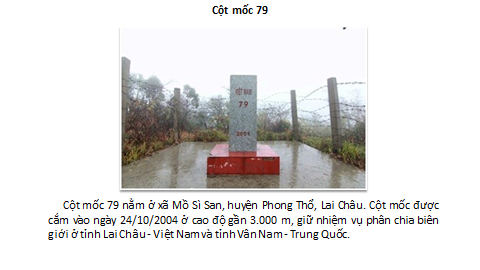 Cột mốc 79
79
2004
Cột mốc 79 nằm ở xã Mồ Sì San, huyện Phong Thổ, Lai Châu. Cột mốc được
cắm vào ngày 24/10/2004 ở cao độ gần 3.000 m, giữ nhiệm vụ phân chia biên
giới ở tỉnh Lai Châu - Việt Nam và tỉnh Vân Nam - Trung Quốc.